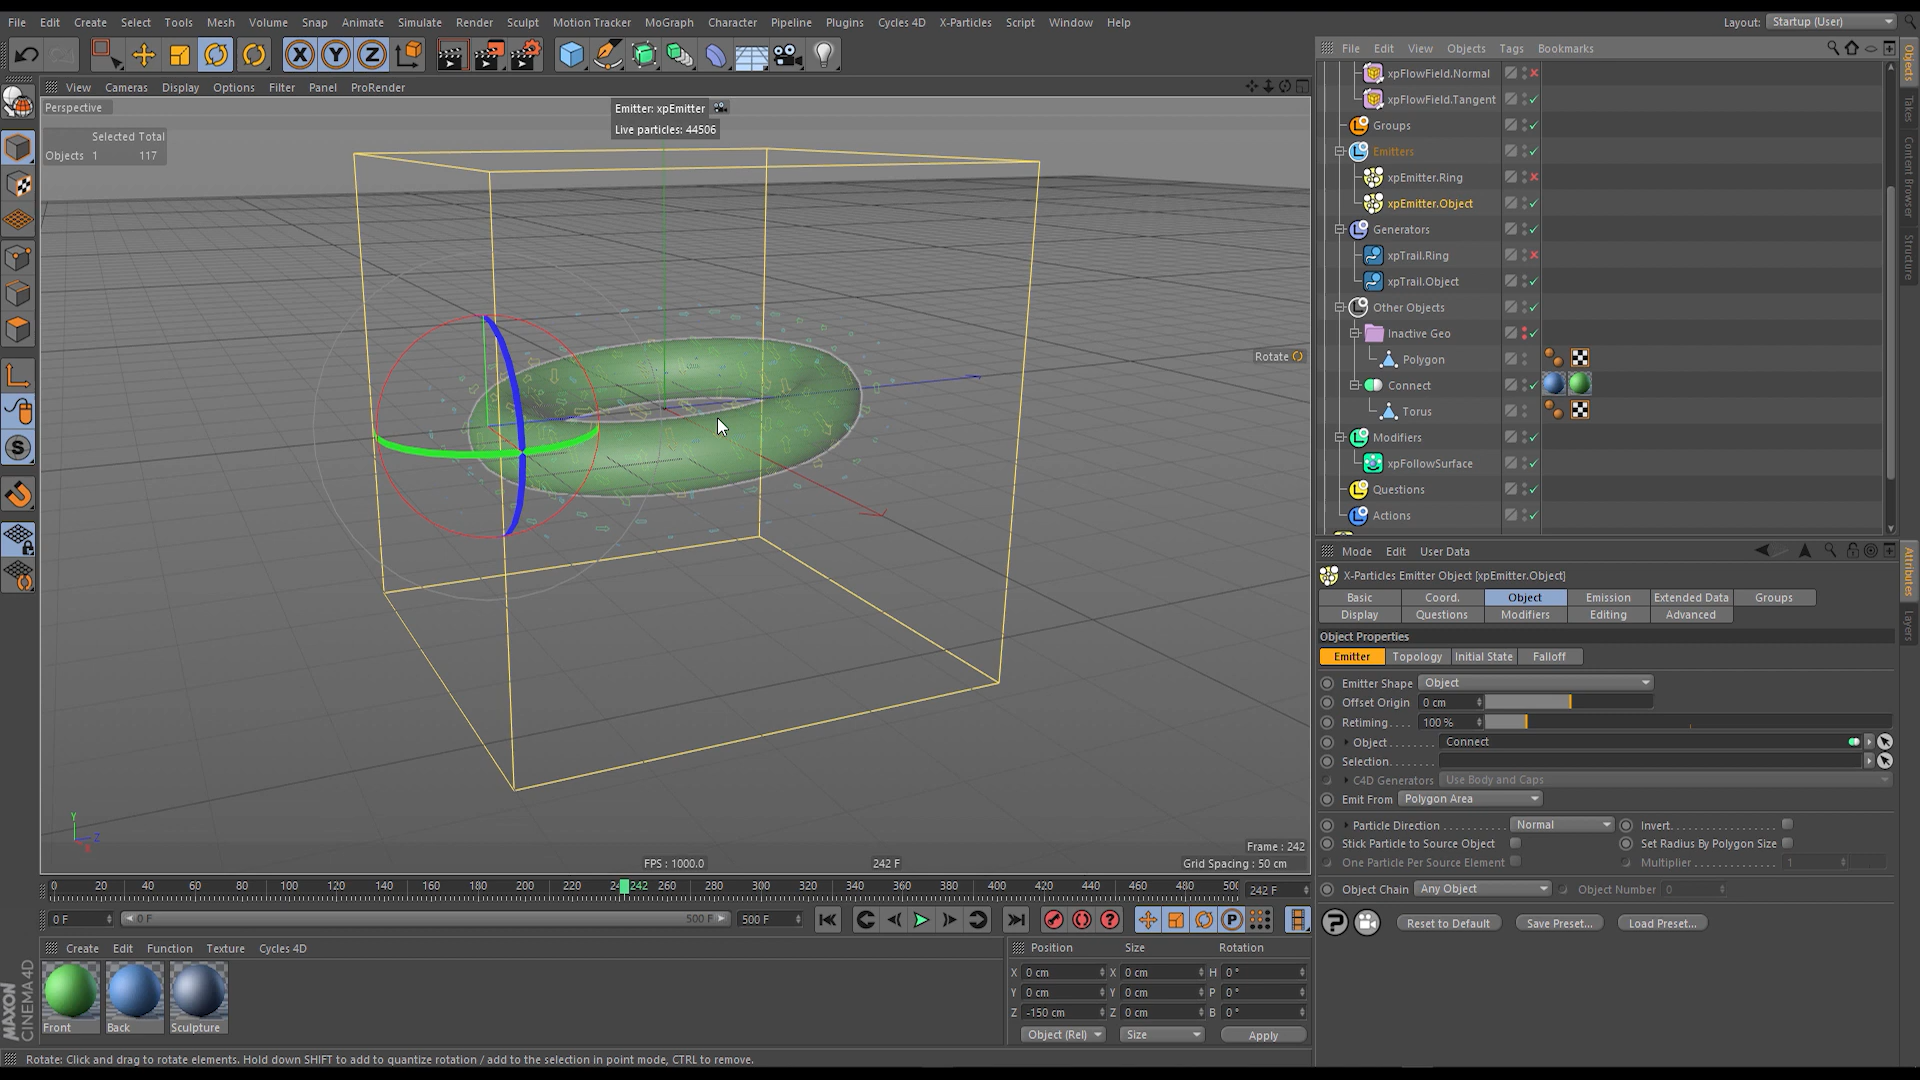 File Edit Create Select Tools Mesh Volume Snap Animate Simulate Render Sculpt Motion Tracker MoGraph Character Pipeline Plugins Cycles 4D X-Particles Script Window Help Layout: Startup (User)
X Y Z
File Edit View Objects Tags Bookmarks
View Cameras Display Options Filter Panel ProRender
Perspective
Emitter: xpEmitter
Live particles: 44506
Selected Total
Objects 1 117
Rotate
Y
Z
FPS : 1000.0
242 F
Frame : 242
Grid Spacing : 50 cm
xpFlowField.Normal
xpFlowField.Tangent
Groups
Emitters
xpEmitter.Ring
xpEmitter.Object
Generators
xpTrail.Ring
xpTrail.Object
Other Objects
Inactive Geo
Polygon
Connect
Torus
Modifiers
xpFollowSurface
Questions
Actions
Objects
Takes
Content Browser
Structure
Mode Edit User Data
X-Particles Emitter Object [xpEmitter.Object]
Basic Coord. Object Emission Extended Data Groups
Display Questions Modifiers Editing Advanced
Object Properties
Emitter Topology Initial State Falloff
Emitter Shape Object
Offset Origin 0 cm
Retiming. . . . 100 %
Object . . . . . . . . Connect
Selection. . . . . . . .
C4D Generators Use Body and Caps
Emit From Polygon Area
Particle Direction . . . . . . . . . . Normal Invert. . . . . . . . . . . . . . . . . .
Stick Particle to Source Object Set Radius By Polygon Size
One Particle Per Source Element Multiplier . . . . . . . . . . . . . 1
Object Chain Any Object Object Number 0
Reset to Default Save Preset... Load Preset...
Attributes
Layers
0 20 40 60 80 100 120 140 160 180 200 220 24 242 260 280 300 320 340 360 380 400 420 440 460 480 500 242 F
0 F 0 F 500 F 500 F
Create Edit Function Texture Cycles 4D
Front Back Sculpture
Position Size Rotation
X 0 cm X 0 cm H 0 °
Y 0 cm Y 0 cm P 0 °
Z -150 cm Z 0 cm B 0 °
Object (Rel) Size Apply
MAXON
CINEMA 4D
Rotate: Click and drag to rotate elements. Hold down SHIFT to add to quantize rotation / add to the selection in point mode, CTRL to remove.